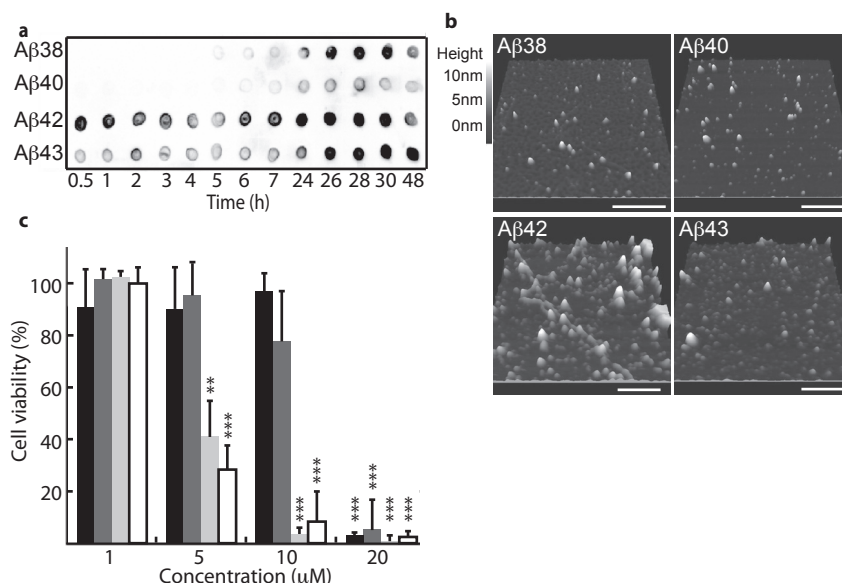 a
Aβ38
Aβ40
Aβ42
Aβ43
0.5 1 2 3 4 5 6 7 24 26 28 30 48
Time (h)
b
Height
10nm
5nm
0nm
Aβ38
Aβ40
Aβ42
Aβ43
c
Cell viability (%)
100
80
60
40
20
**
***
***
***
***
***
***
***
1 5 10 20
Concentration (μM)